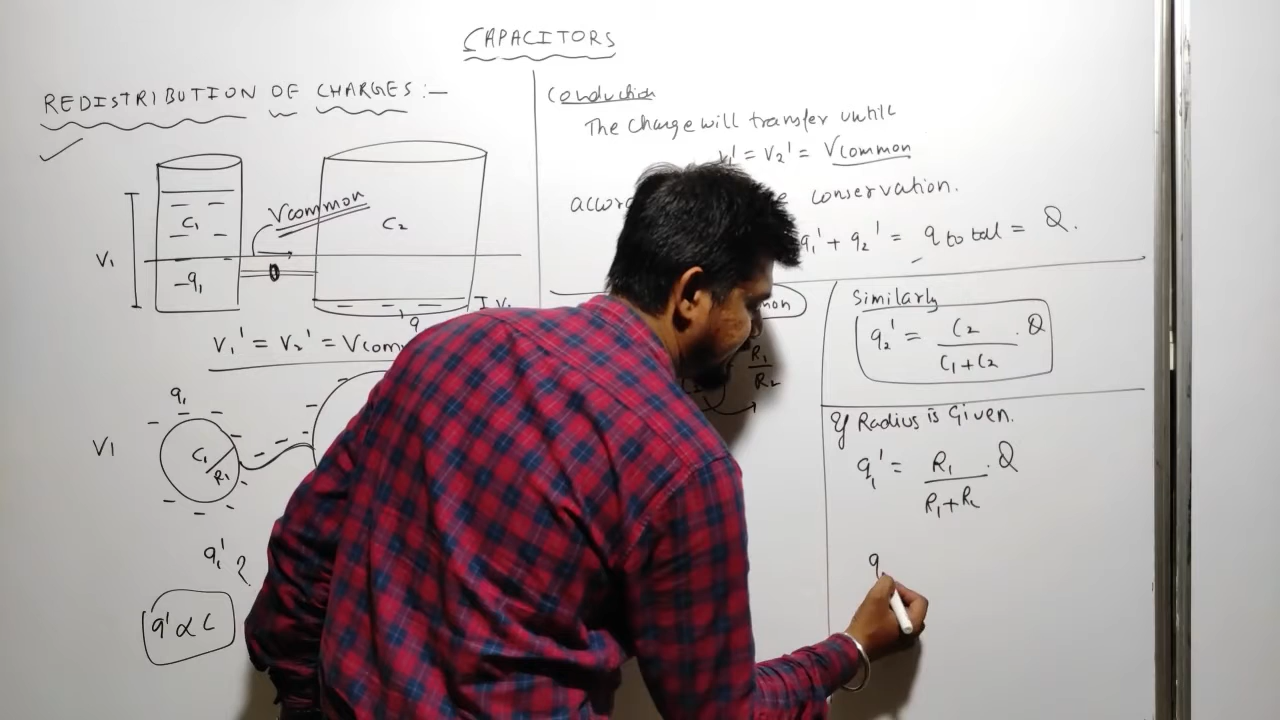 CAPACITORS
REDISTRIBUTION OF CHARGES :—
C₁
Vcommon
C₂
V₁
-q₁
q
V₁' = V₂' = Vcom
q₁
V₁
C₁
R₁
q₁' ?
q' ∝ C
Conduction
The charge will transfer untill
V₁' = V₂' = Vcommon
conservation.
q₁' + q₂' = q total = Q.
R₁/R₂
Similarly
q₂' = C₂/(C₁+C₂) . Q
If Radius is Given.
q₁' = R₁/(R₁+R₂) . Q
q